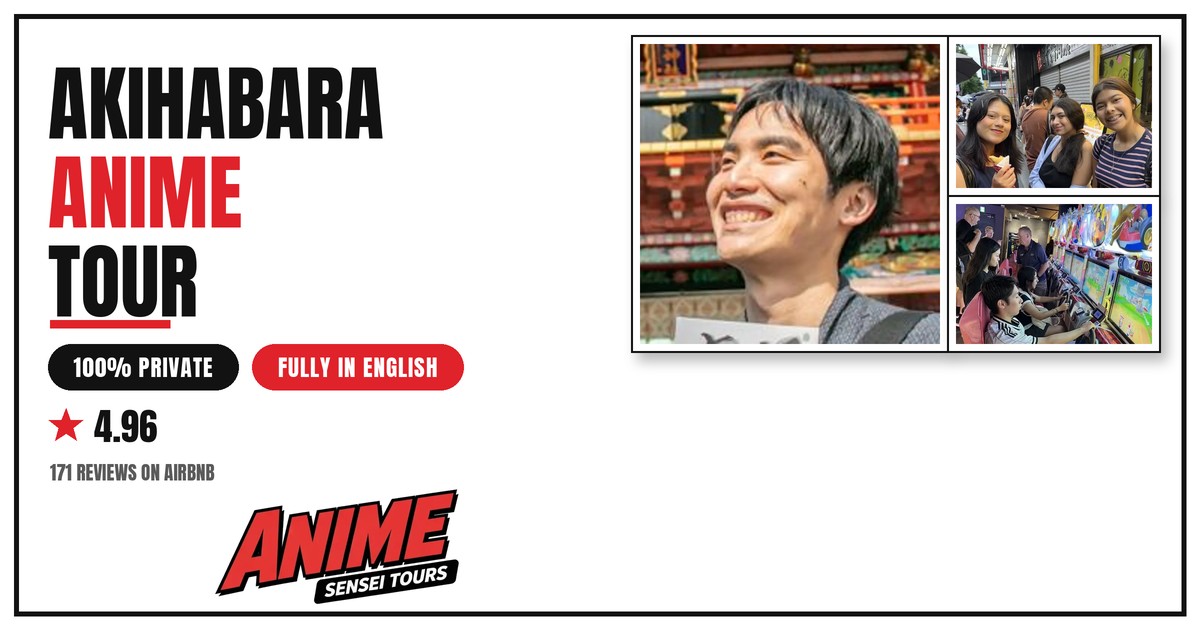 AKIHABARA
ANIME
TOUR
100% PRIVATE
FULLY IN ENGLISH
4.96
171 REVIEWS ON AIRBNB
ANIME
SENSEI TOURS